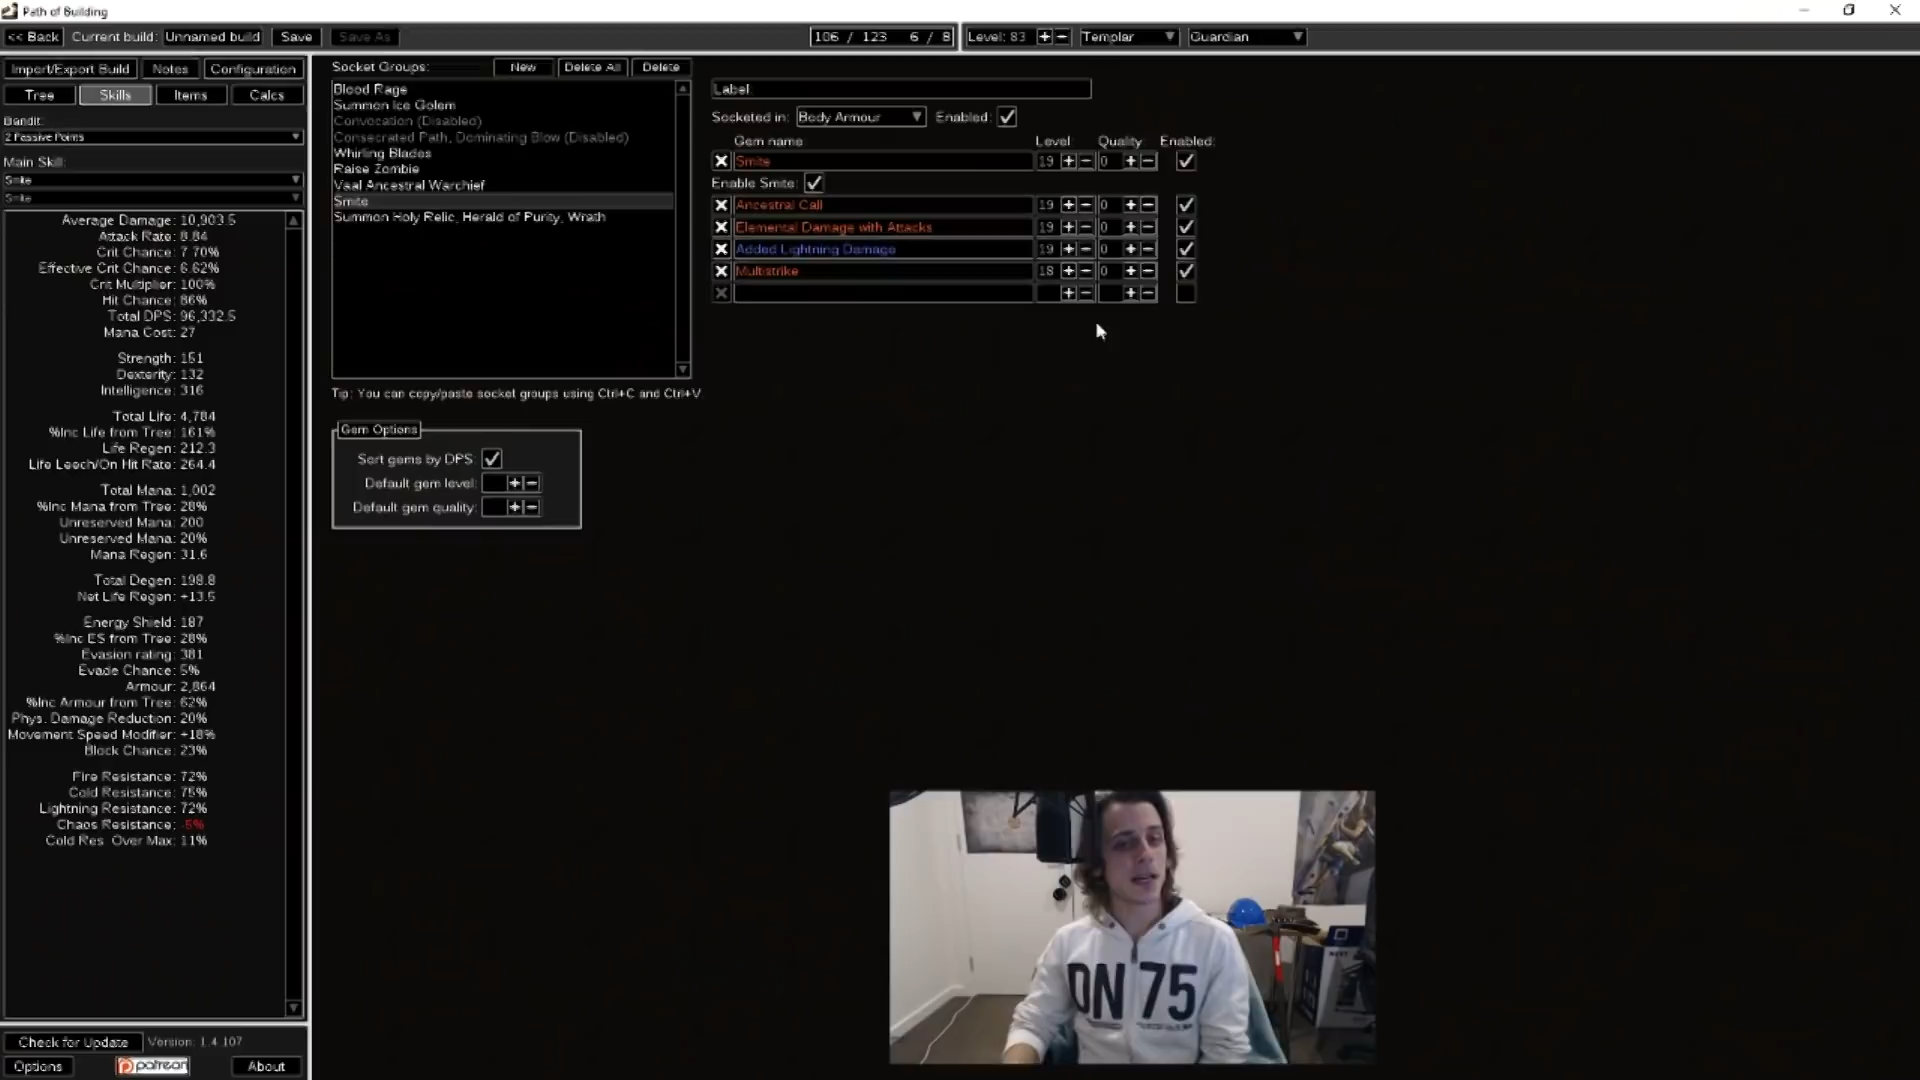 Path of Building
<< Back Current build: Unnamed build Save Save As 106 / 123 6 / 8 Level: 83 + − Templar Guardian
Import/Export Build Notes Configuration
Tree Skills Items Calcs
Bandit:
2 Passive Points
Main Skill:
Smite
Smite
Average Damage: 10,903.5
Attack Rate: 8.84
Crit Chance: 7.70%
Effective Crit Chance: 6.62%
Crit Multiplier: 100%
Hit Chance: 86%
Total DPS: 96,332.5
Mana Cost: 27
Strength: 151
Dexterity: 132
Intelligence: 316
Total Life: 4,784
%Inc Life from Tree: 161%
Life Regen: 212.3
Life Leech/On Hit Rate: 264.4
Total Mana: 1,002
%Inc Mana from Tree: 28%
Unreserved Mana: 200
Unreserved Mana: 20%
Mana Regen: 31.6
Total Degen: 198.8
Net Life Regen: +13.5
Energy Shield: 187
%Inc ES from Tree: 28%
Evasion rating: 381
Evade Chance: 5%
Armour: 2,864
%Inc Armour from Tree: 62%
Phys. Damage Reduction: 20%
Movement Speed Modifier: +18%
Block Chance: 23%
Fire Resistance: 72%
Cold Resistance: 75%
Lightning Resistance: 72%
Chaos Resistance: -5%
Cold Res. Over Max: 11%
Check for Update Version: 1.4.107
Options patreon About
Socket Groups: New Delete All Delete
Blood Rage
Summon Ice Golem
Convocation (Disabled)
Consecrated Path, Dominating Blow (Disabled)
Whirling Blades
Raise Zombie
Vaal Ancestral Warchief
Smite
Summon Holy Relic, Herald of Purity, Wrath
Tip: You can copy/paste socket groups using Ctrl+C and Ctrl+V.
Gem Options
Sort gems by DPS
Default gem level: + −
Default gem quality: + −
Label
Socketed in: Body Armour Enabled:
Gem name Level: Quality Enabled:
Smite 19 + − 0 + −
Enable Smite:
Ancestral Call 19 + − 0 + −
Elemental Damage with Attacks 19 + − 0 + −
Added Lightning Damage 19 + − 0 + −
Multistrike 18 + − 0 + −
+ − + −
DN 75